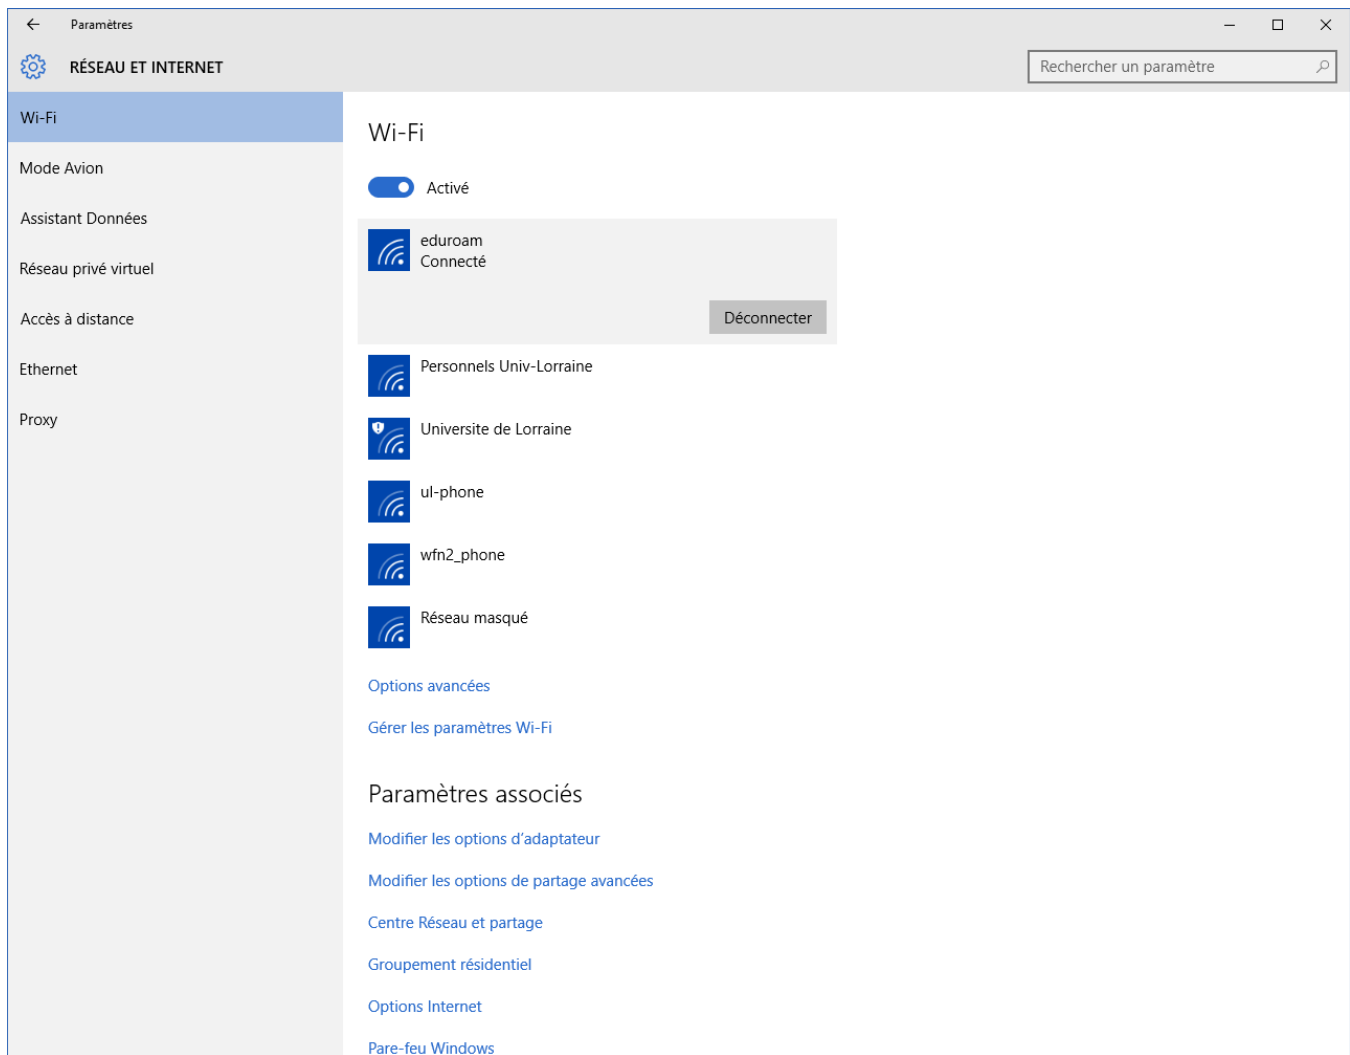 Paramètres
RÉSEAU ET INTERNET
Rechercher un paramètre
Wi-Fi
Mode Avion
Assistant Données
Réseau privé virtuel
Accès à distance
Ethernet
Proxy
Wi-Fi
Activé
eduroam
Connecté
Déconnecter
Personnels Univ-Lorraine
Universite de Lorraine
ul-phone
wfn2_phone
Réseau masqué
Options avancées
Gérer les paramètres Wi-Fi
Paramètres associés
Modifier les options d'adaptateur
Modifier les options de partage avancées
Centre Réseau et partage
Groupement résidentiel
Options Internet
Pare-feu Windows